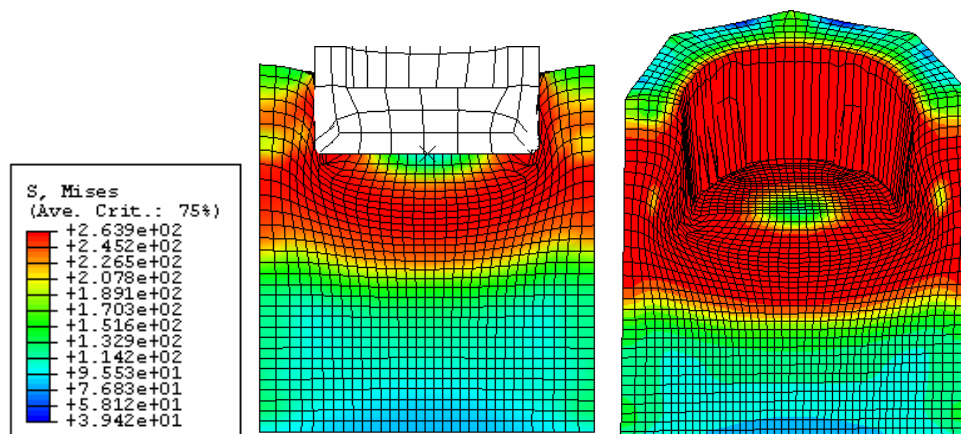 S, Mises
(Ave. Crit.: 75%)
+2.639e+02
+2.452e+02
+2.265e+02
+2.078e+02
+1.891e+02
+1.703e+02
+1.516e+02
+1.329e+02
+1.142e+02
+9.553e+01
+7.683e+01
+5.812e+01
+3.942e+01